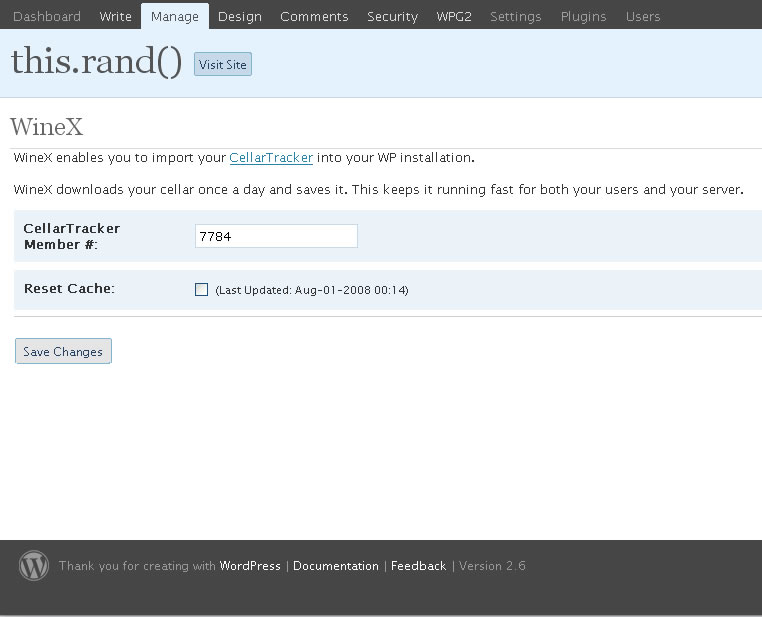 Dashboard Write Manage Design Comments Security WPG2 Settings Plugins Users
this.rand() Visit Site
WineX
WineX enables you to import your CellarTracker into your WP installation.
WineX downloads your cellar once a day and saves it. This keeps it running fast for both your users and your server.
CellarTracker
Member #:
7784
Reset Cache: (Last Updated: Aug-01-2008 00:14)
Save Changes
Thank you for creating with WordPress | Documentation | Feedback | Version 2.6